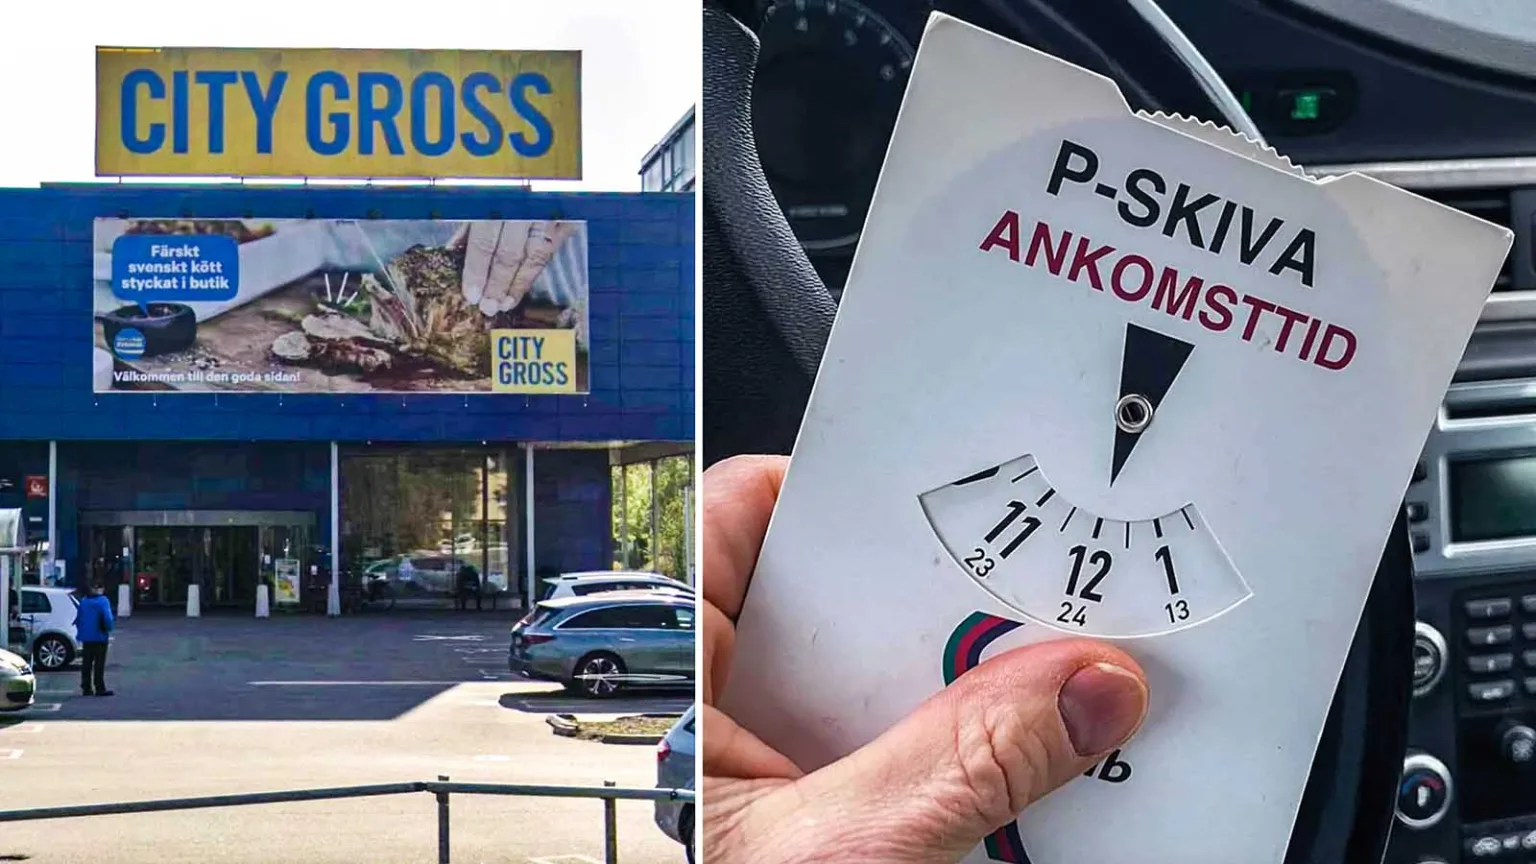 CITY GROSS
Färskt
svenskt kött
styckat i butik
CITY
GROSS
Välkommen till den goda sidan!
P-SKIVA
ANKOMSTTID
11 12 1
23 24 13